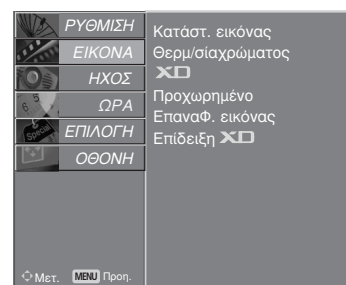 ΡΥΘΜΙΣΗ
ΕΙΚΟΝΑ
ΗΧΟΣ
ΩΡΑ
ΕΠΙΛΟΓΗ
ΟΘΟΝΗ
Κατάστ. εικόνας
Θερμ/σίαχρώματος
XD
Προχωρημένο
ΕπαναΦ. εικόνας
Επίδειξη XD
Μετ. MENU Προη.